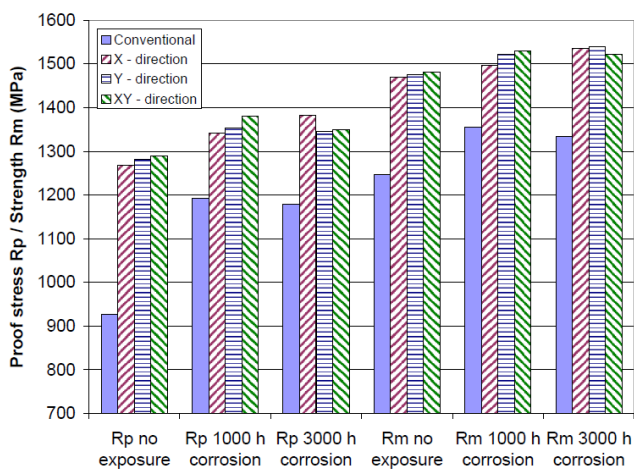 Proof stress Rp / Strength Rm (MPa)
1600
1500
1400
1300
1200
1100
1000
900
800
700
Conventional
X - direction
Y - direction
XY - direction
Rp no
exposure
Rp 1000 h
corrosion
Rp 3000 h
corrosion
Rm no
exposure
Rm 1000 h
corrosion
Rm 3000 h
corrosion